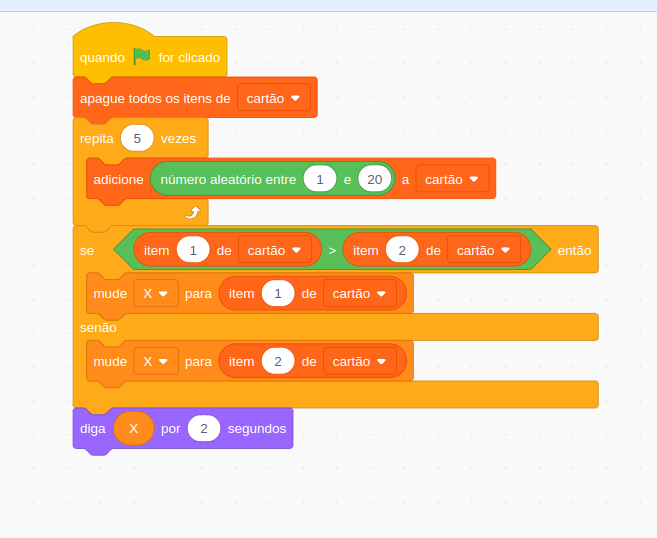 quando for clicado
apague todos os itens de cartão
repita 5 vezes
adicione número aleatório entre 1 e 20 a cartão
se item 1 de cartão > item 2 de cartão então
mude X para item 1 de cartão
senão
mude X para item 2 de cartão
diga X por 2 segundos